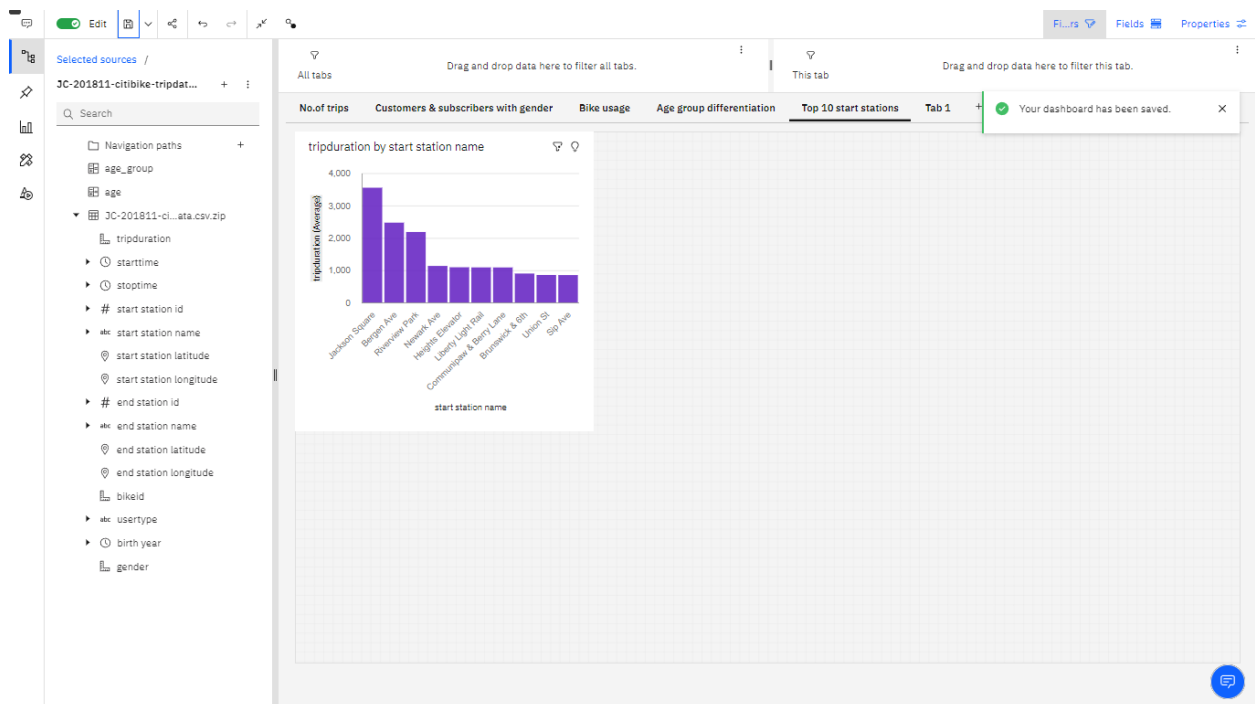 Edit
Fi...rs
Fields
Properties
Selected sources /
JC-201811-citibike-tripdat...
Search
Navigation paths
age_group
age
JC-201811-ci...ata.csv.zip
tripduration
starttime
stoptime
start station id
abc start station name
start station latitude
start station longitude
end station id
abc end station name
end station latitude
end station longitude
bikeid
abc usertype
birth year
gender
All tabs
Drag and drop data here to filter all tabs.
This tab
Drag and drop data here to filter this tab.
No.of trips
Customers & subscribers with gender
Bike usage
Age group differentiation
Top 10 start stations
Tab 1
Your dashboard has been saved.
tripduration by start station name
tripduration (Average)
4,000
3,000
2,000
1,000
0
Jackson Square
Bergen Ave
Riverview Park
Newark Ave
Heights Elevator
Liberty Light Rail
Communipaw & Berry Lane
Brunswick & 6th
Union St
Sip Ave
start station name